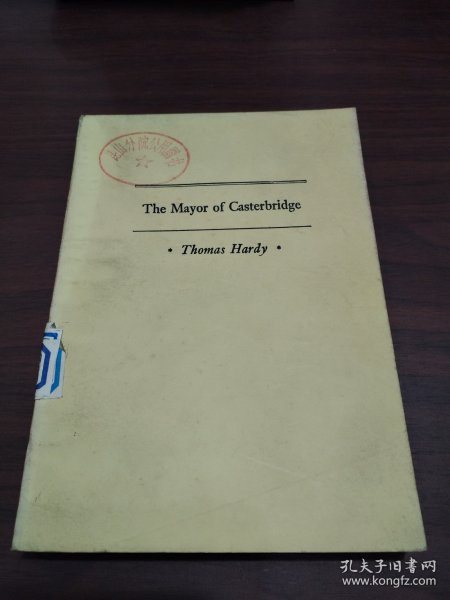 The Mayor of Casterbridge
• Thomas Hardy •
孔夫子旧书网
www.kongfz.com